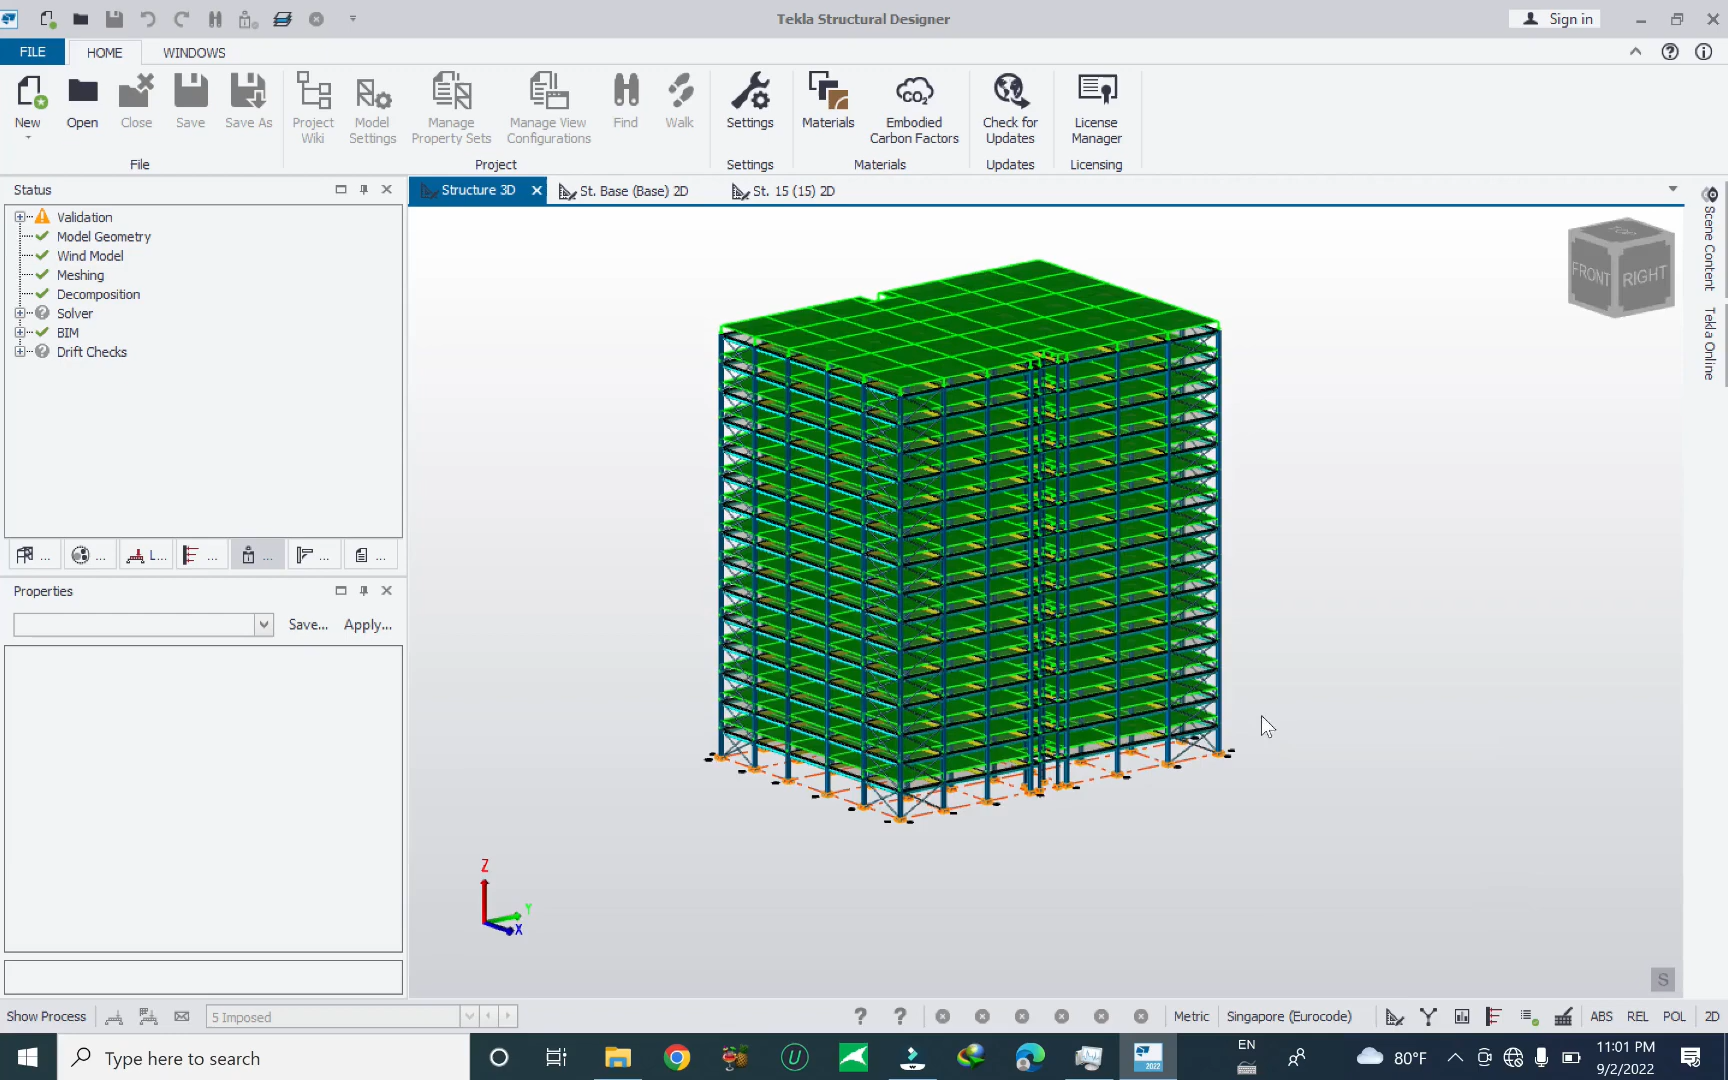 Tekla Structural Designer
Sign in
FILE
HOME
WINDOWS
New
Open
Close
Save
Save As
Project
Wiki
Model
Settings
Manage
Property Sets
Manage View
Configurations
Find
Walk
Settings
Materials
Embodied
Carbon Factors
Check for
Updates
License
Manager
File
Project
Settings
Materials
Updates
Licensing
CO2
Status
Structure 3D
St. Base (Base) 2D
St. 15 (15) 2D
Validation
Model Geometry
Wind Model
Meshing
Decomposition
Solver
BIM
Drift Checks
... ... L... ... ... ... ...
Properties
Save... Apply...
TOP
FRONT
RIGHT
Scene Content
Tekla Online
Z
Y
X
S
Show Process
5 Imposed
Metric
Singapore (Eurocode)
ABS
REL
POL
2D
Type here to search
2022
EN
80°F
11:01 PM
9/2/2022